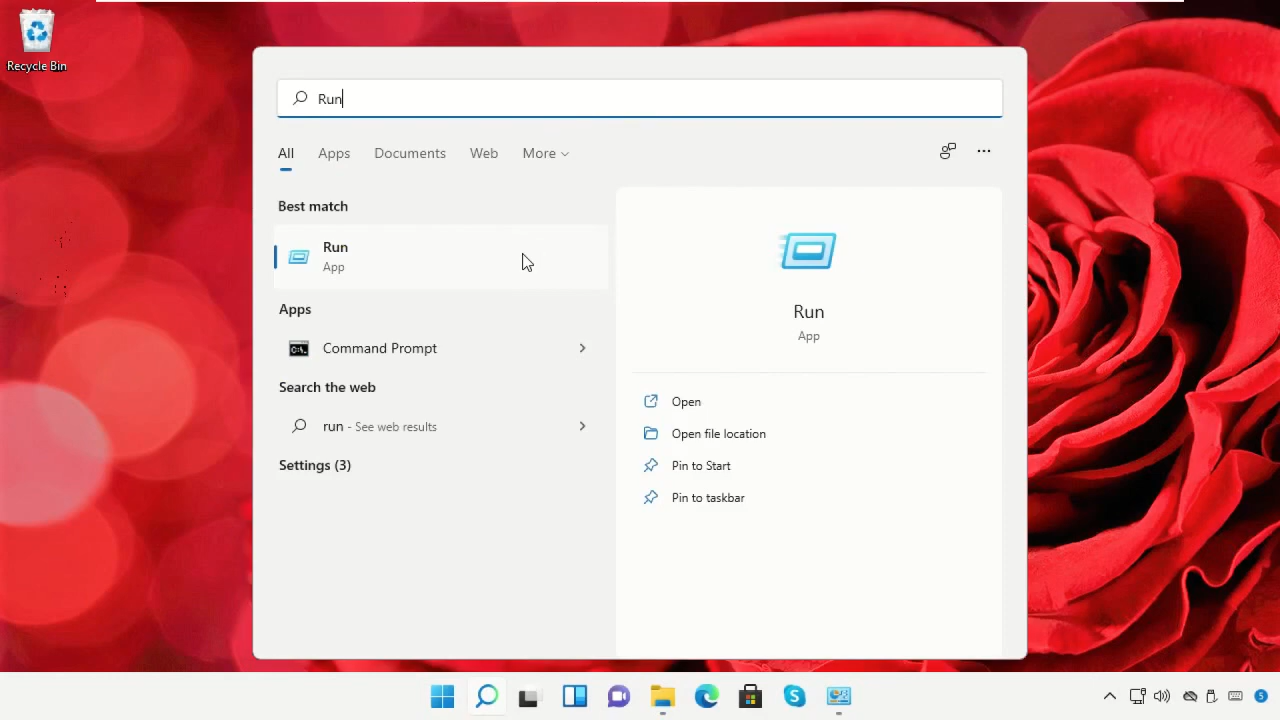 Recycle Bin
Run
All Apps Documents Web More
Best match
Run
App
Apps
Command Prompt
Search the web
run - See web results
Settings (3)
Run
App
Open
Open file location
Pin to Start
Pin to taskbar
5